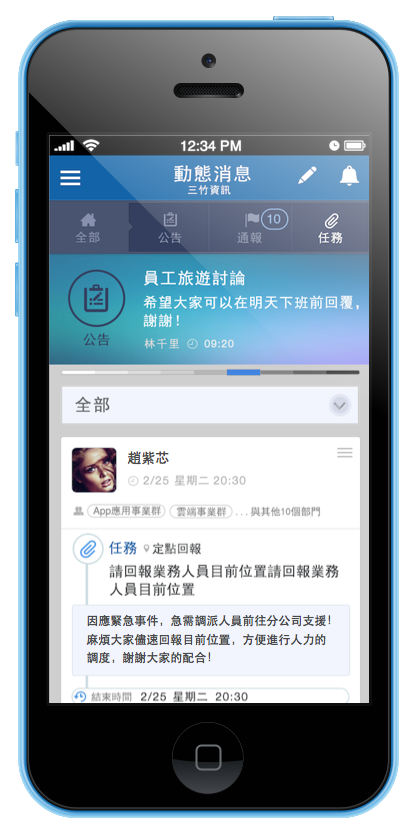 12:34 PM
動態消息
三竹資訊
全部
公告
通報 10
任務
員工旅遊討論
希望大家可以在明天下班前回覆,
謝謝!
公告
林千里 09:20
全部
趙紫芯
2/25 星期二 20:30
App應用事業群 雲端事業群 ...與其他10個部門
任務 定點回報
請回報業務人員目前位置請回報業務
人員目前位置
因應緊急事件，急需調派人員前往分公司支援!
麻煩大家儘速回報目前位置，方便進行人力的
調度，謝謝大家的配合!
結束時間 2/25 星期二 20:30